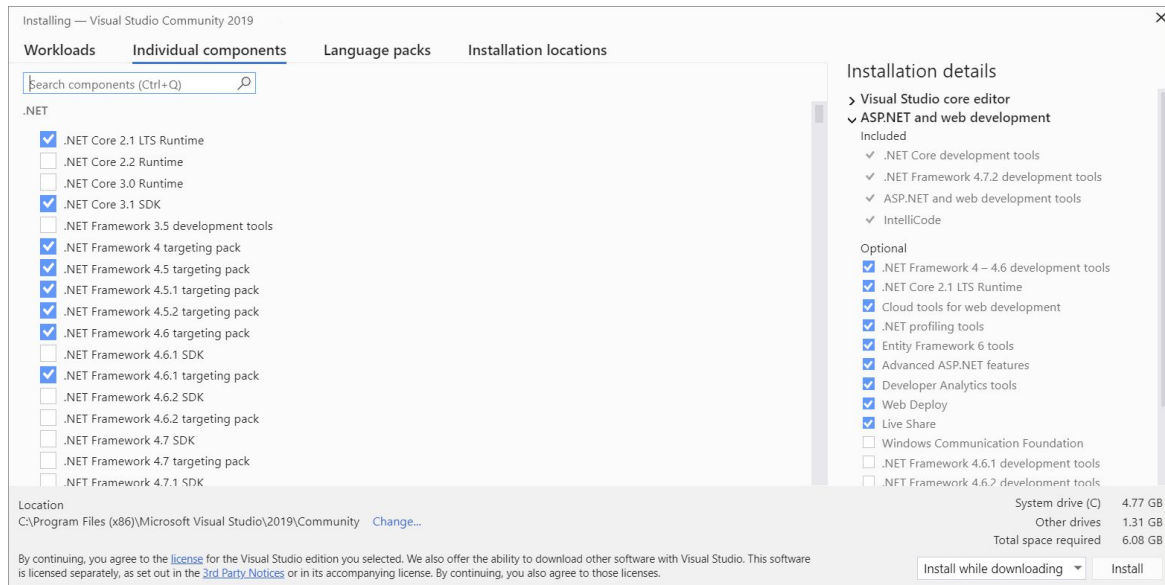 Installing — Visual Studio Community 2019
Workloads Individual components Language packs Installation locations
Search components (Ctrl+Q)
.NET
.NET Core 2.1 LTS Runtime
.NET Core 2.2 Runtime
.NET Core 3.0 Runtime
.NET Core 3.1 SDK
.NET Framework 3.5 development tools
.NET Framework 4 targeting pack
.NET Framework 4.5 targeting pack
.NET Framework 4.5.1 targeting pack
.NET Framework 4.5.2 targeting pack
.NET Framework 4.6 targeting pack
.NET Framework 4.6.1 SDK
.NET Framework 4.6.1 targeting pack
.NET Framework 4.6.2 SDK
.NET Framework 4.6.2 targeting pack
.NET Framework 4.7 SDK
.NET Framework 4.7 targeting pack
.NET Framework 4.7.1 SDK
Installation details
Visual Studio core editor
ASP.NET and web development
Included
.NET Core development tools
.NET Framework 4.7.2 development tools
ASP.NET and web development tools
IntelliCode
Optional
.NET Framework 4 – 4.6 development tools
.NET Core 2.1 LTS Runtime
Cloud tools for web development
.NET profiling tools
Entity Framework 6 tools
Advanced ASP.NET features
Developer Analytics tools
Web Deploy
Live Share
Windows Communication Foundation
.NET Framework 4.6.1 development tools
.NET Framework 4.6.2 development tools
Location
C:\Program Files (x86)\Microsoft Visual Studio\2019\Community Change...
By continuing, you agree to the license for the Visual Studio edition you selected. We also offer the ability to download other software with Visual Studio. This software
is licensed separately, as set out in the 3rd Party Notices or in its accompanying license. By continuing, you also agree to those licenses.
System drive (C) 4.77 GB
Other drives 1.31 GB
Total space required 6.08 GB
Install while downloading Install